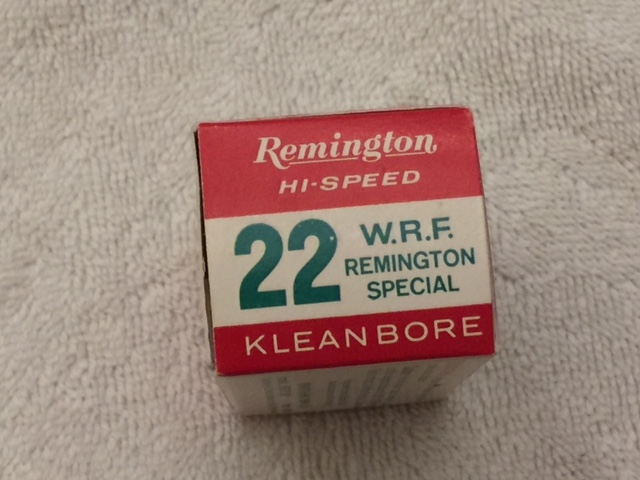 Remington
HI-SPEED
22 W.R.F.
REMINGTON
SPECIAL
KLEANBORE